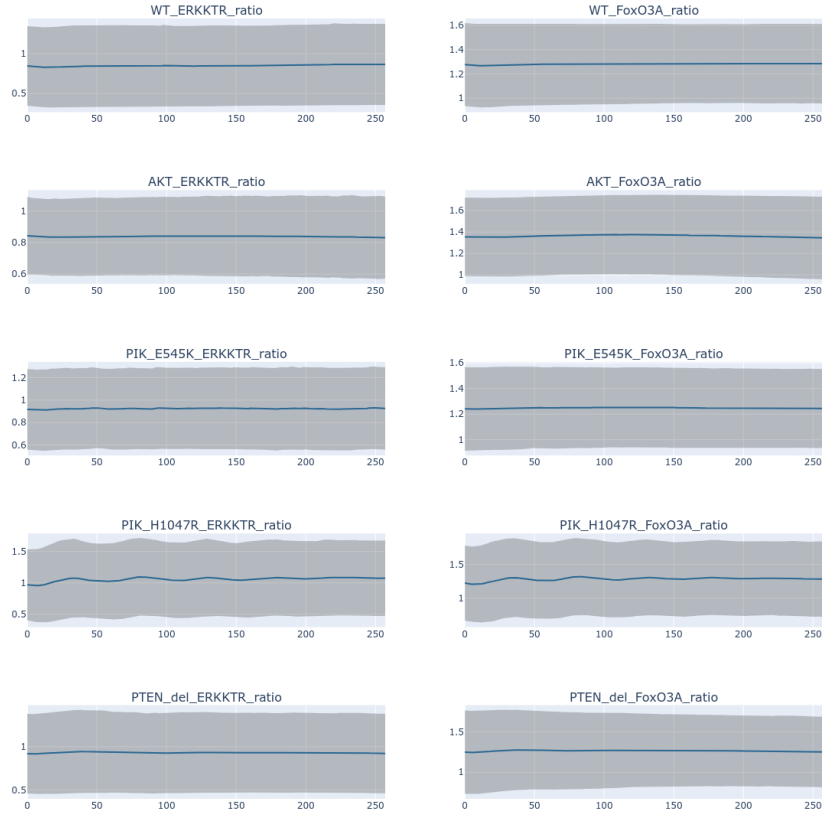 WT_ERKKTR_ratio
1
0.5
0 50 100 150 200 250
WT_FoxO3A_ratio
1.6
1.4
1.2
1
0 50 100 150 200 250
AKT_ERKKTR_ratio
1
0.8
0.6
0 50 100 150 200 250
AKT_FoxO3A_ratio
1.6
1.4
1.2
1
0 50 100 150 200 250
PIK_E545K_ERKKTR_ratio
1.2
1
0.8
0.6
0 50 100 150 200 250
PIK_E545K_FoxO3A_ratio
1.6
1.4
1.2
1
0 50 100 150 200 250
PIK_H1047R_ERKKTR_ratio
1.5
1
0.5
0 50 100 150 200 250
PIK_H1047R_FoxO3A_ratio
1.5
1
0 50 100 150 200 250
PTEN_del_ERKKTR_ratio
1
0.5
0 50 100 150 200 250
PTEN_del_FoxO3A_ratio
1.5
1
0 50 100 150 200 250